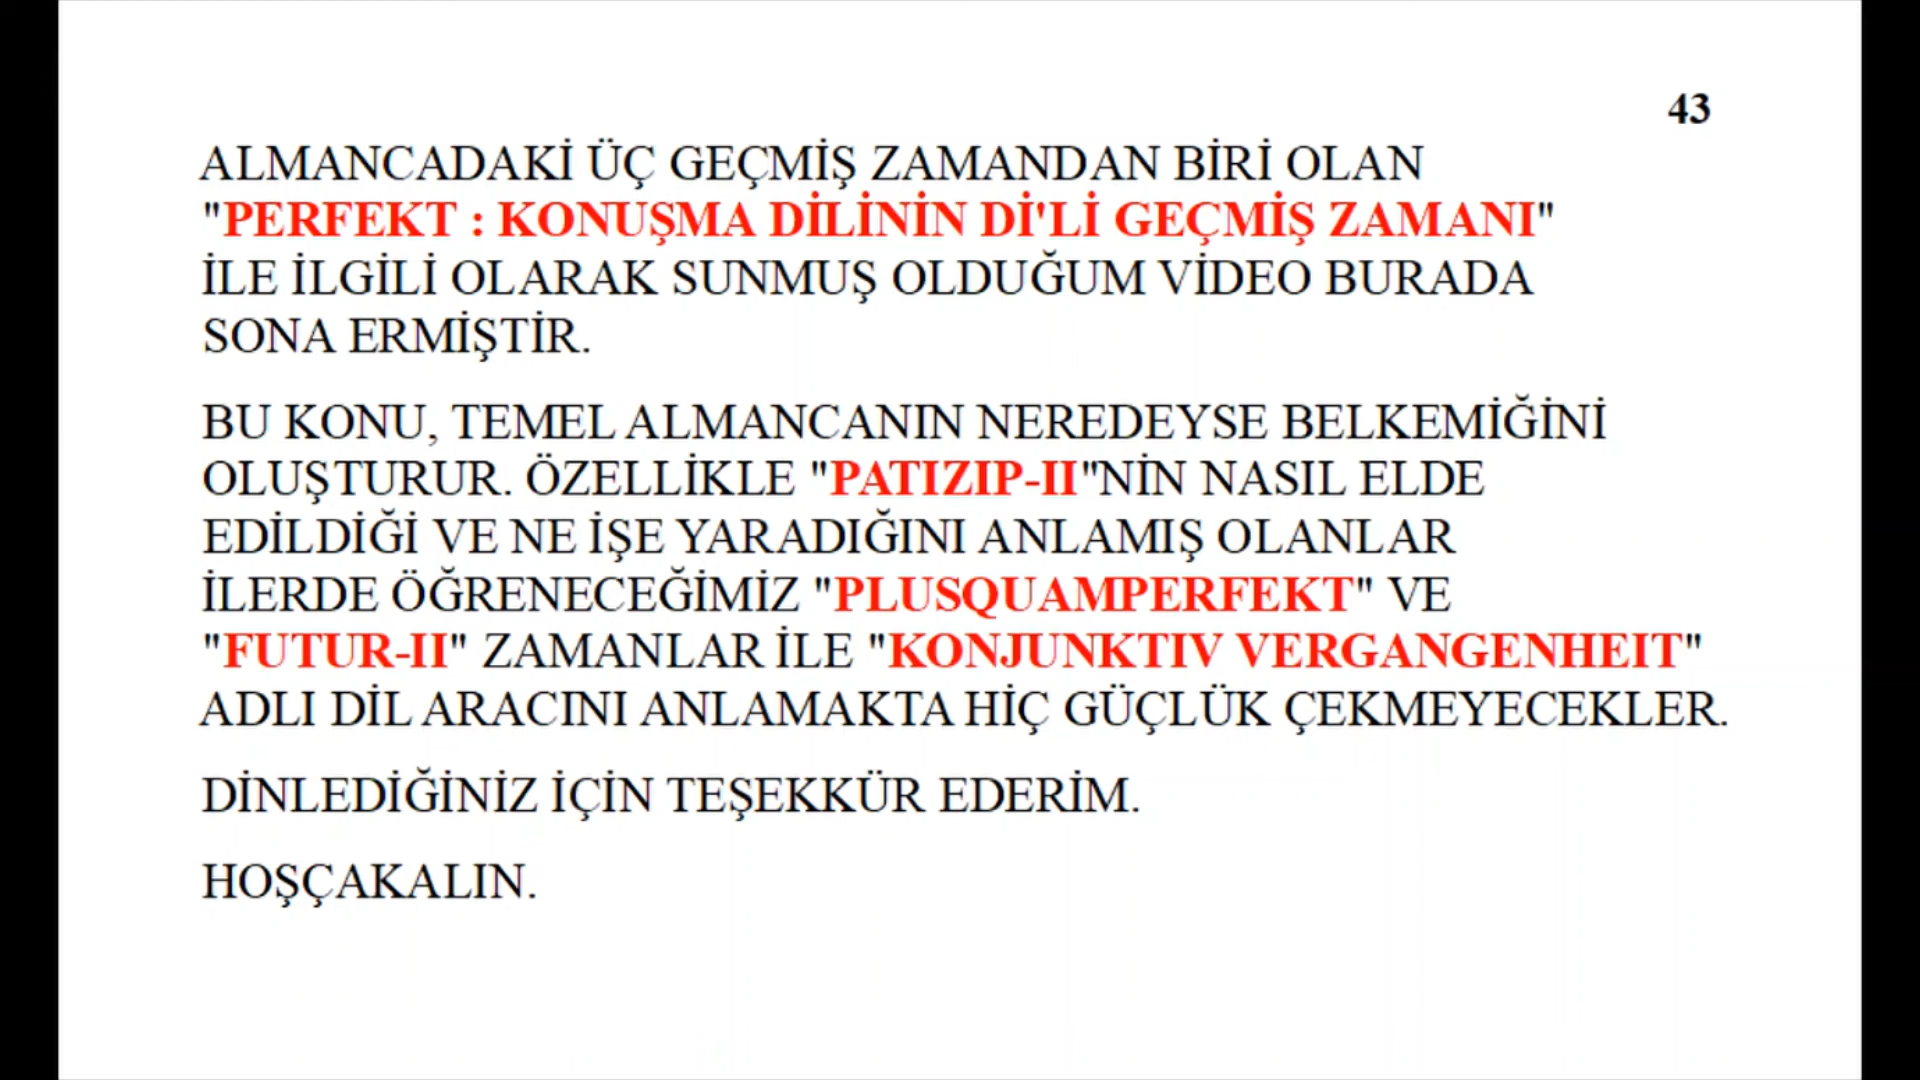 43
ALMANCADAKİ ÜÇ GEÇMİŞ ZAMANDAN BİRİ OLAN
"PERFEKT : KONUŞMA DİLİNİN Dİ'Lİ GEÇMİŞ ZAMANI"
İLE İLGİLİ OLARAK SUNMUŞ OLDUĞUM VİDEO BURADA
SONA ERMİŞTİR.
BU KONU, TEMEL ALMANCANIN NEREDEYSE BELKEMİĞİNİ
OLUŞTURUR. ÖZELLİKLE "PATIZIP-II"NİN NASIL ELDE
EDİLDİĞİ VE NE İŞE YARADIĞINI ANLAMIŞ OLANLAR
İLERDE ÖĞRENECEĞİMİZ "PLUSQUAMPERFEKT" VE
"FUTUR-II" ZAMANLAR İLE "KONJUNKTIV VERGANGENHEIT"
ADLI DİL ARACINI ANLAMAKTA HİÇ GÜÇLÜK ÇEKMEYECEKLER.
DİNLEDİĞİNİZ İÇİN TEŞEKKÜR EDERİM.
HOŞÇAKALIN.